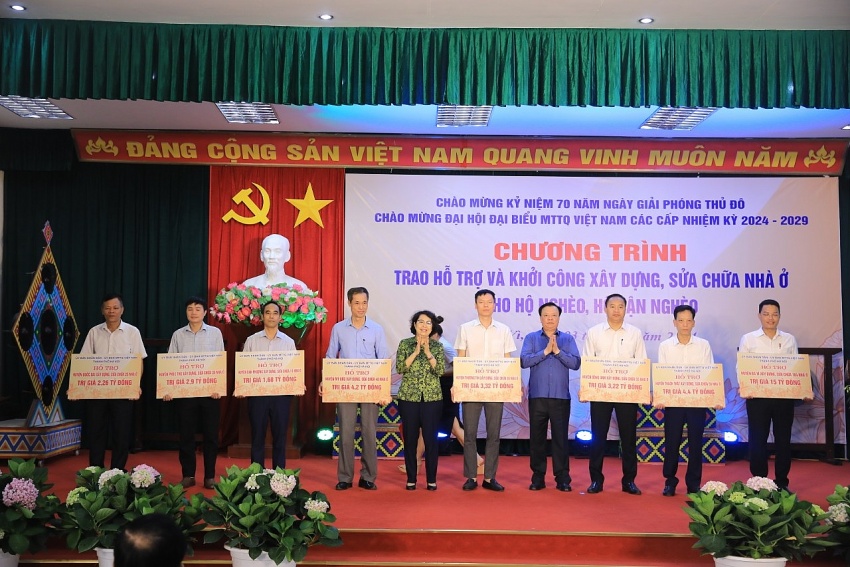 ĐẢNG CỘNG SẢN VIỆT NAM QUANG VINH MUÔN NĂM
CHÀO MỪNG KỶ NIỆM 70 NĂM NGÀY GIẢI PHÓNG THỦ ĐÔ
CHÀO MỪNG ĐẠI HỘI ĐẠI BIỂU MTTQ VIỆT NAM CÁC CẤP NHIỆM KỲ 2024 - 2029
CHƯƠNG TRÌNH
TRAO HỖ TRỢ VÀ KHỞI CÔNG XÂY DỰNG, SỬA CHỮA NHÀ Ở
HỘ NGHÈO, CẬN NGHÈO
HỖ TRỢ
TRỊ GIÁ 2.26 TỶ ĐỒNG
HỖ TRỢ
TRỊ GIÁ 2.9 TỶ ĐỒNG
HỖ TRỢ
TRỊ GIÁ 1.68 TỶ ĐỒNG
HỖ TRỢ
TRỊ GIÁ 4.2 TỶ ĐỒNG
HỖ TRỢ
TRỊ GIÁ 3.32 TỶ ĐỒNG
HỖ TRỢ
TRỊ GIÁ 3.22 TỶ ĐỒNG
HỖ TRỢ
TRỊ GIÁ 4.4 TỶ ĐỒNG
HỖ TRỢ
TRỊ GIÁ 15 TỶ ĐỒNG